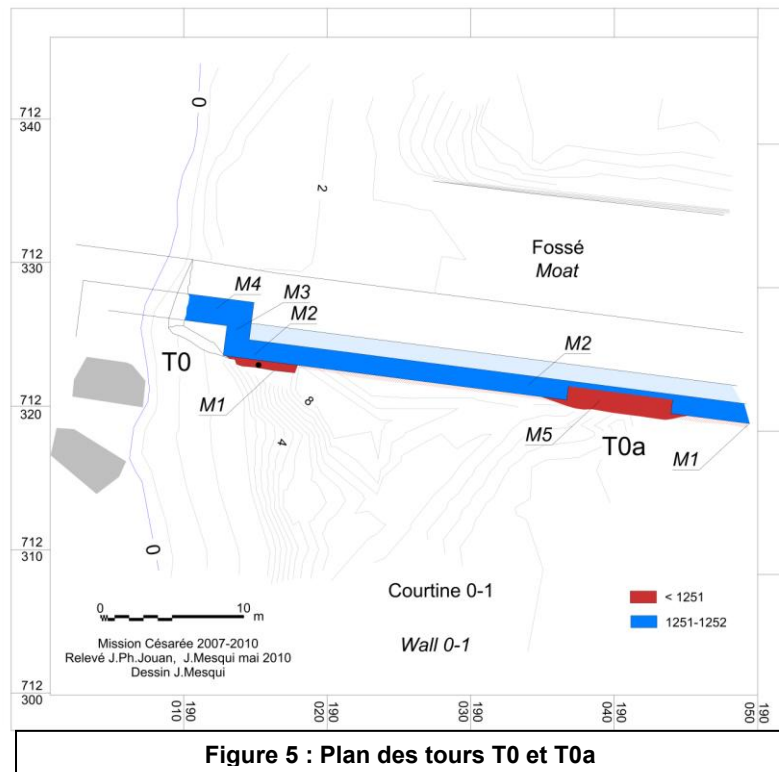 712
340
0
2
Fossé
Moat
712
330
M4
M3
M2
M2
T0
712
320
M1
8
4
M5
T0a
M1
0
712
310
Courtine 0-1
Wall 0-1
< 1251
1251-1252
0 10 m
Mission Césarée 2007-2010
Relevé J.Ph.Jouan, J.Mesqui mai 2010
Dessin J.Mesqui
712
300
010 190
020 190
030 190
040 190
050 190
Figure 5 : Plan des tours T0 et T0a